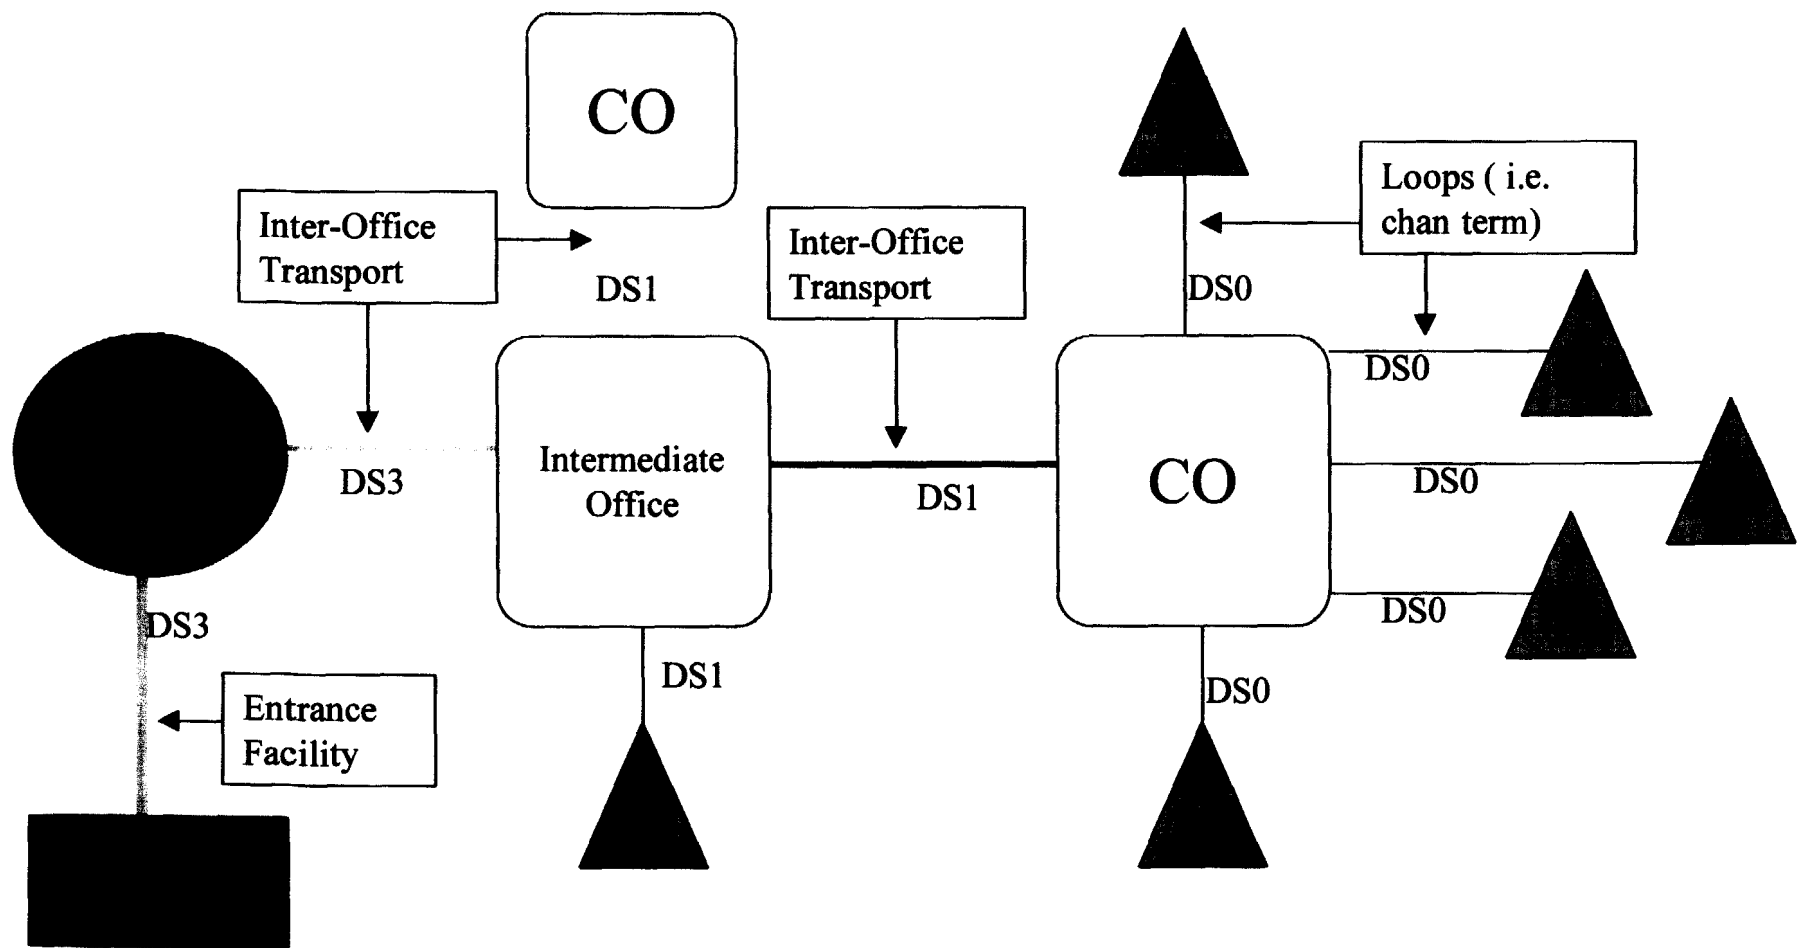 CO
Inter-Office
Transport
DS1
Inter-Office
Transport
Loops ( i.e.
chan term)
DS0
DS0
DS3
Intermediate
Office
DS1
CO
DS0
DS0
DS3
DS1
DS0
Entrance
Facility